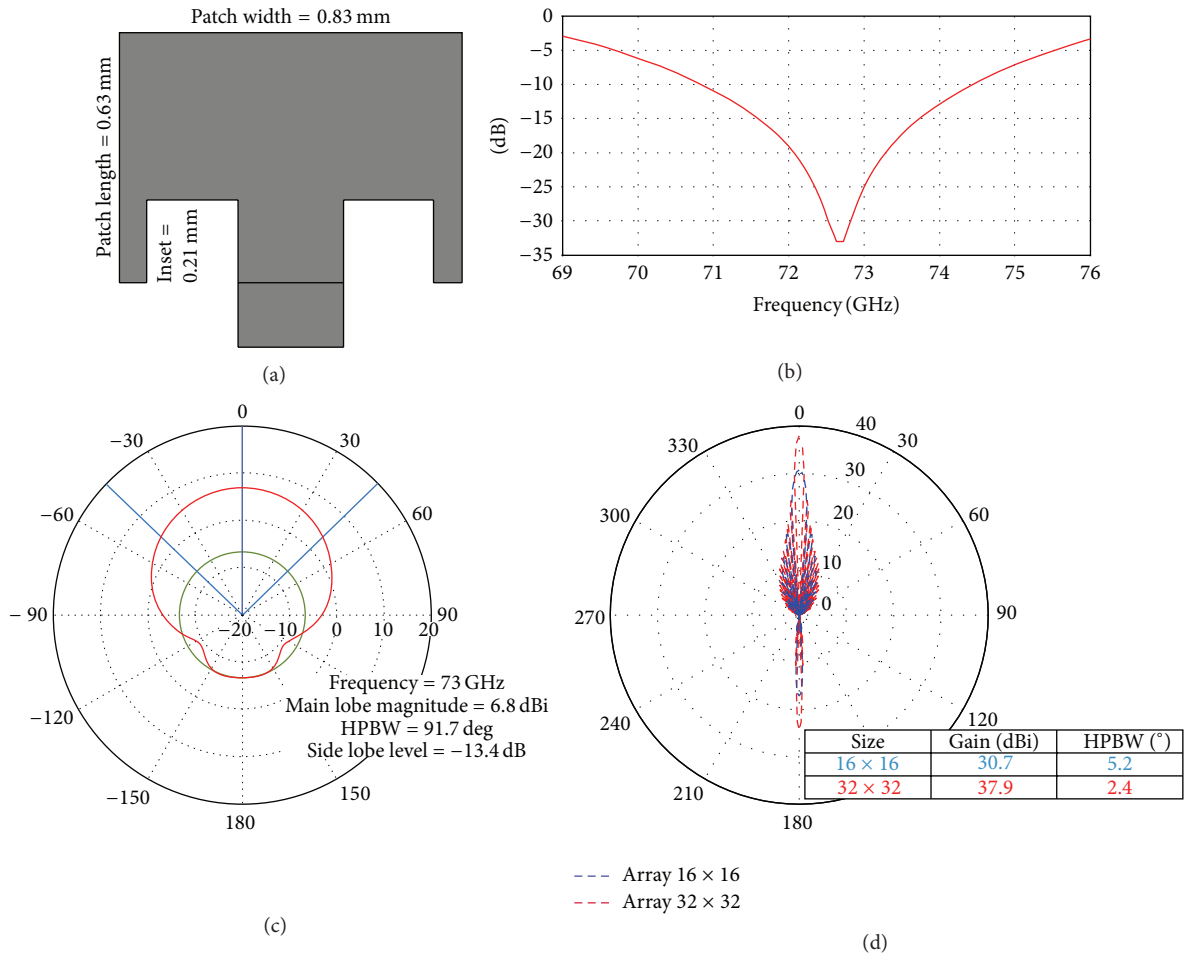 Patch width = 0.83 mm
Patch length = 0.63 mm
Inset =
0.21 mm
(a)
0
−5
−10
−15
−20
−25
−30
−35
(dB)
69 70 71 72 73 74 75 76
Frequency (GHz)
(b)
0
−30 30
−60 60
−90 90
−120
−150 150
180
−20 −10 0 10 20
Frequency = 73 GHz
Main lobe magnitude = 6.8 dBi
HPBW = 91.7 deg
Side lobe level = −13.4 dB
(c)
0
330 40 30
30
300 20 60
10
270 0 90
240 120
210
180
Size Gain (dBi) HPBW (°)
16 × 16 30.7 5.2
32 × 32 37.9 2.4
Array 16 × 16
Array 32 × 32
(d)